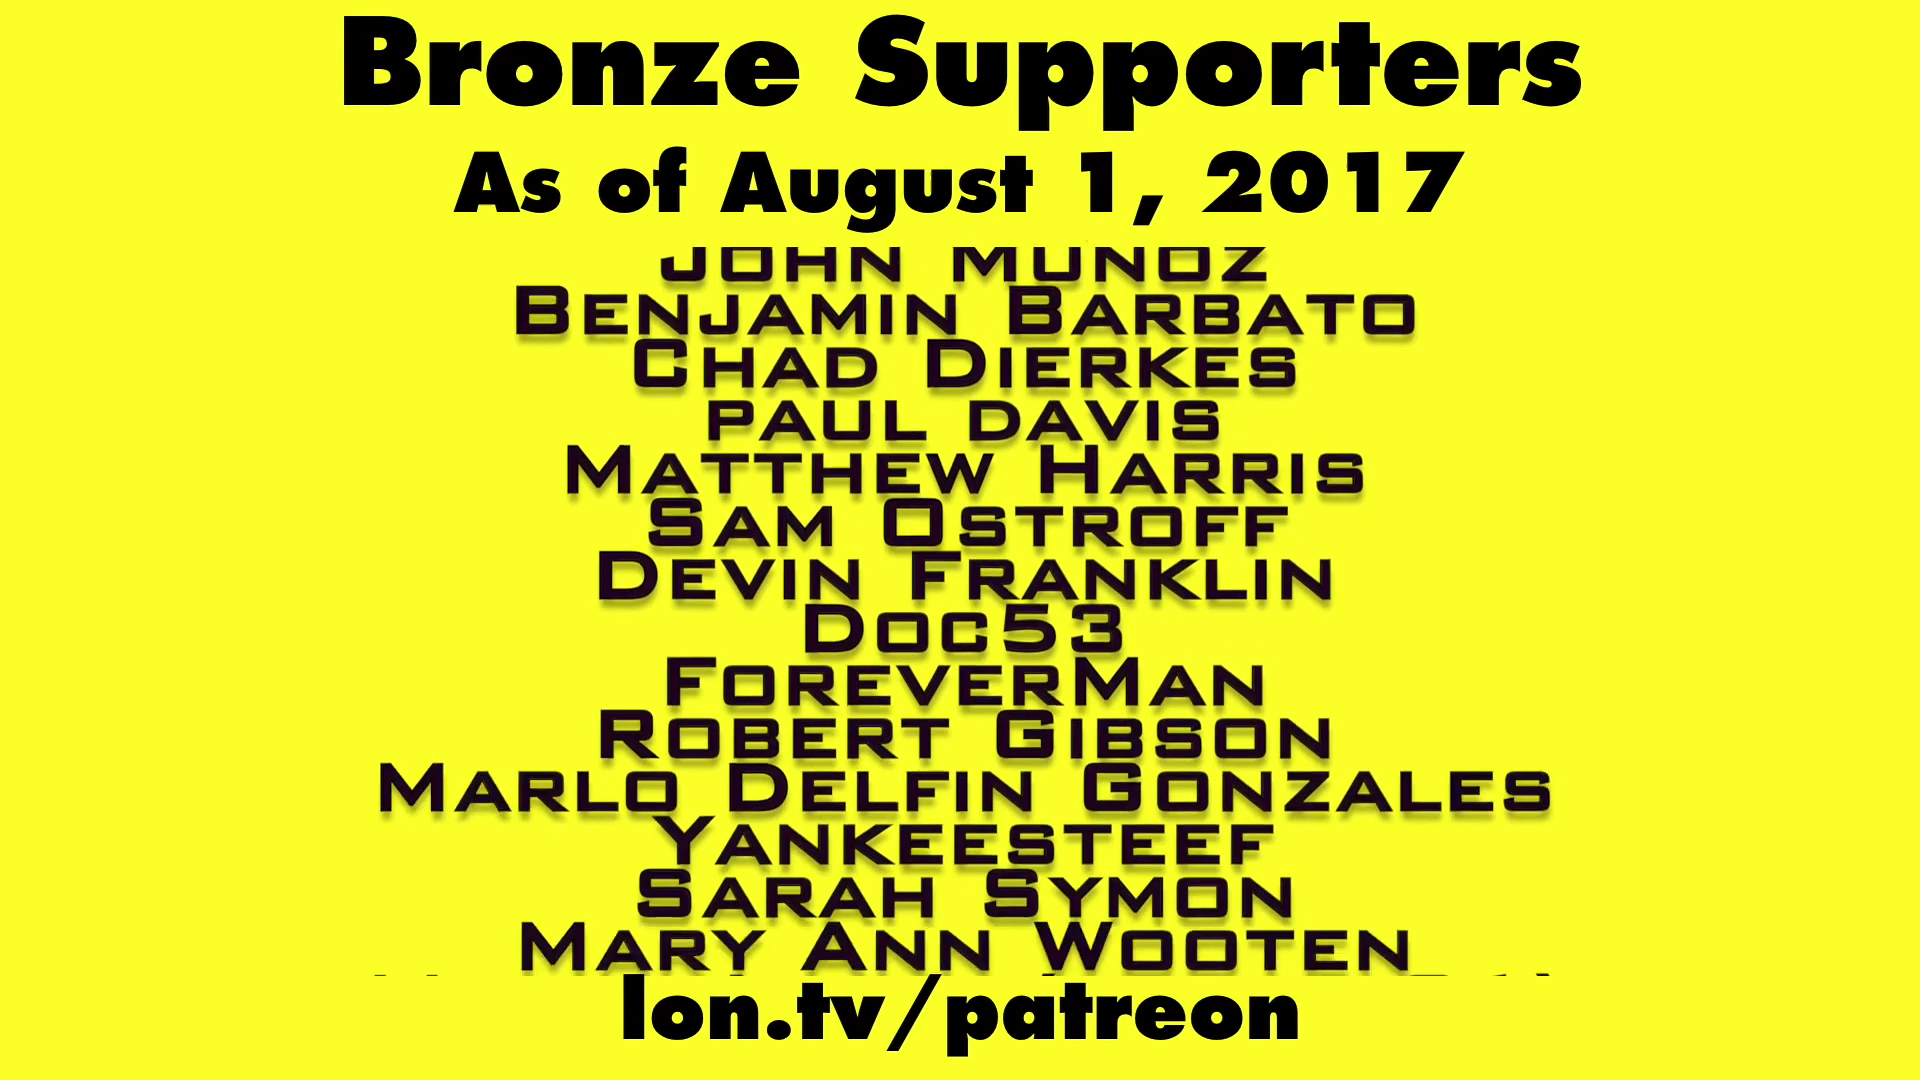 Bronze Supporters
As of August 1, 2017
JOHN MUNOZ
BENJAMIN BARBATO
CHAD DIERKES
PAUL DAVIS
MATTHEW HARRIS
SAM OSTROFF
DEVIN FRANKLIN
DOC53
FOREVERMAN
ROBERT GIBSON
MARLO DELFIN GONZALES
YANKEESTEEF
SARAH SYMON
MARY ANN WOOTEN
lon.tv/patreon